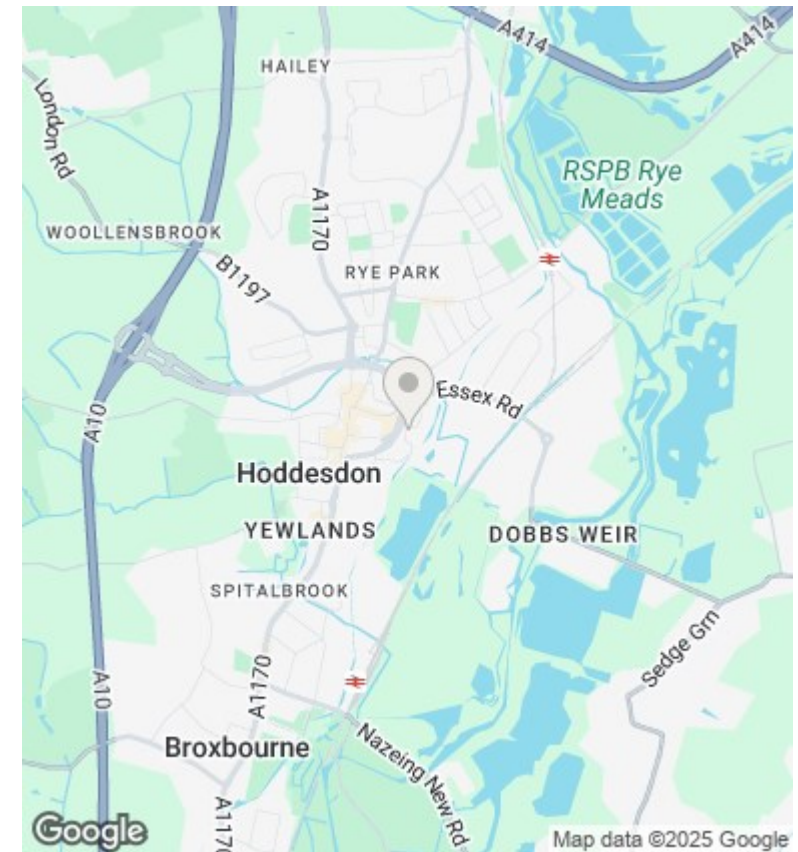 A414
A414
HAILEY
London Rd
RSPB Rye
Meads
A1170
WOOLLENSBROOK
B1197
RYE PARK
Essex Rd
A10
Hoddesdon
YEWLANDS
DOBBS WEIR
SPITALBROOK
Sedge Grn
A10
A1170
Broxbourne
Nazeing New Rd
A1170
Google
Map data ©2025 Google